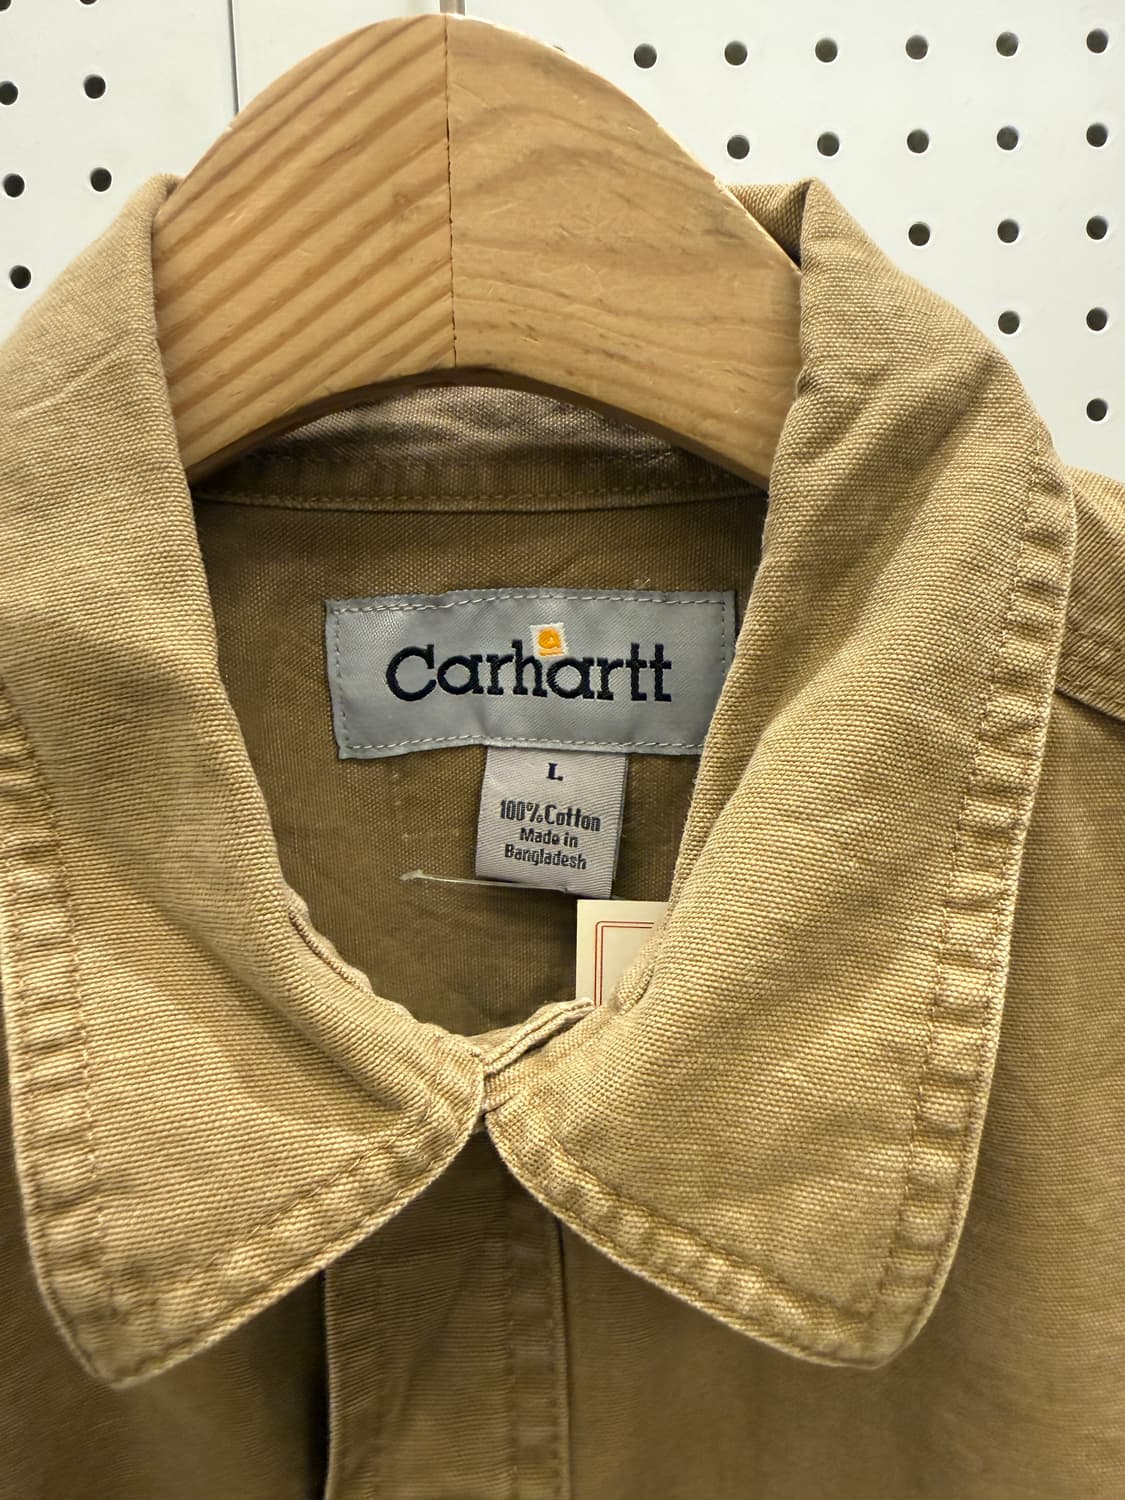 Carhartt
L
100% Cotton
Made in
Bangladesh